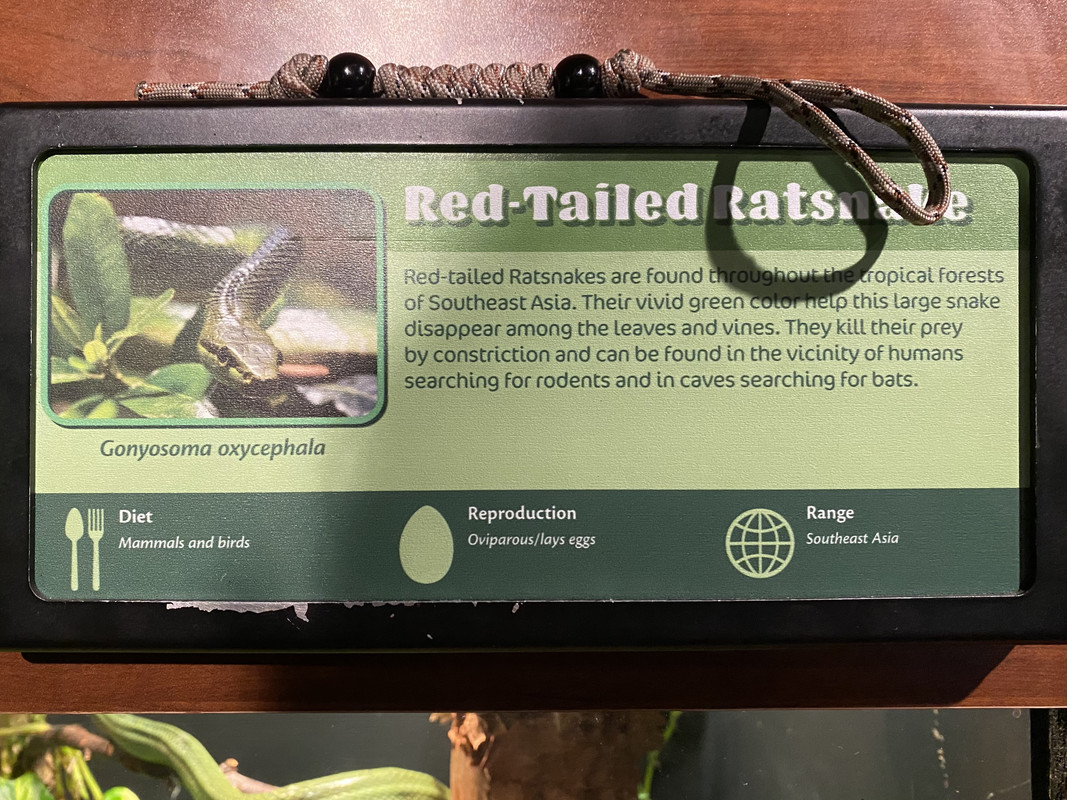 Red-Tailed Ratsnake
Red-tailed Ratsnakes are found throughout the tropical forests
of Southeast Asia. Their vivid green color help this large snake
disappear among the leaves and vines. They kill their prey
by constriction and can be found in the vicinity of humans
searching for rodents and in caves searching for bats.
Gonyosoma oxycephala
Diet
Mammals and birds
Reproduction
Oviparous/lays eggs
Range
Southeast Asia